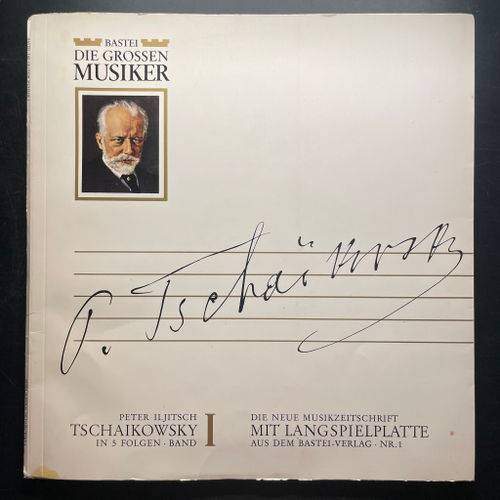 BASTEI
DIE GROSSEN
MUSIKER
P. Tschaïkovsky
PETER ILJITSCH
TSCHAIKOWSKY
IN 5 FOLGEN · BAND
I
DIE NEUE MUSIKZEITSCHRIFT
MIT LANGSPIELPLATTE
AUS DEM BASTEI-VERLAG · NR. 1